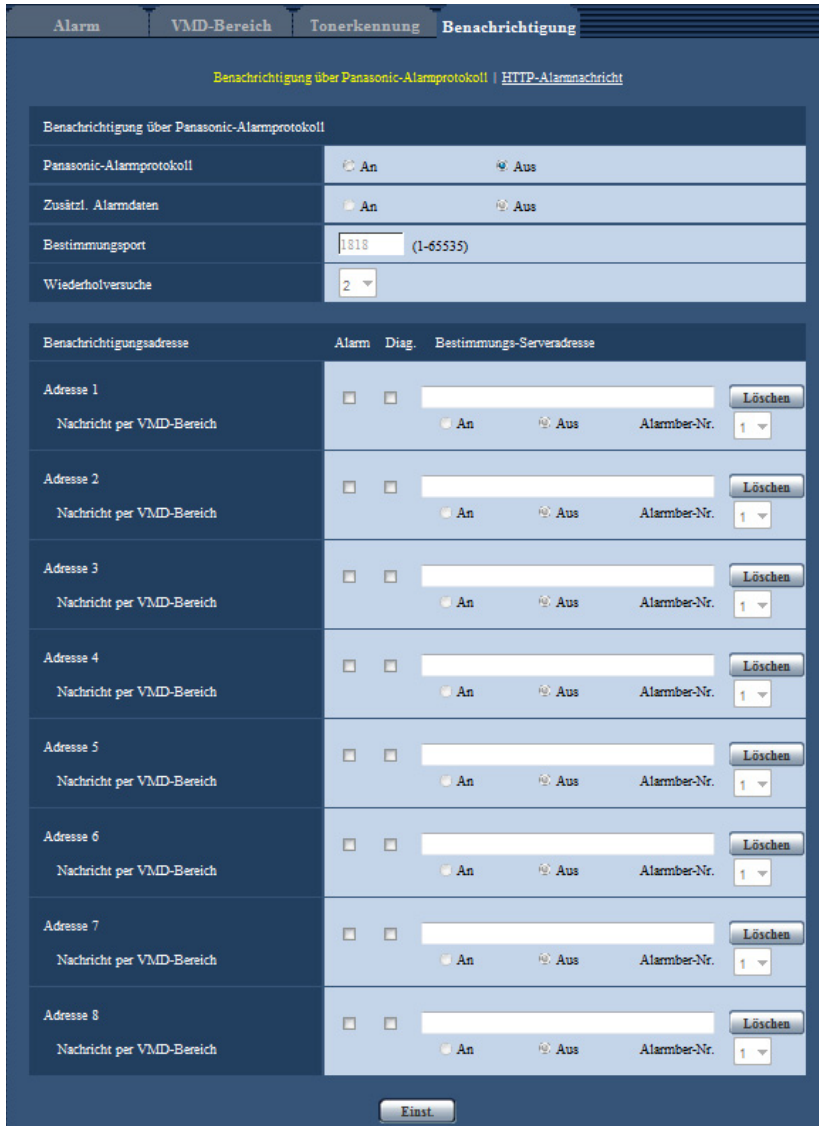 Alarm VMD-Bereich Tonerkennung Benachrichtigung
Benachrichtigung über Panasonic-Alarmprotokoll | HTTP-Alarmnachricht
Benachrichtigung über Panasonic-Alarmprotokoll
Panasonic-Alarmprotokoll An Aus
Zusätzl. Alarmdaten An Aus
Bestimmungsport 1818 (1-65535)
Wiederholversuche 2
Benachrichtigungsadresse Alarm Diag. Bestimmungs-Serveradresse
Adresse 1 Löschen
Nachricht per VMD-Bereich An Aus Alarmber-Nr. 1
Adresse 2 Löschen
Nachricht per VMD-Bereich An Aus Alarmber-Nr. 1
Adresse 3 Löschen
Nachricht per VMD-Bereich An Aus Alarmber-Nr. 1
Adresse 4 Löschen
Nachricht per VMD-Bereich An Aus Alarmber-Nr. 1
Adresse 5 Löschen
Nachricht per VMD-Bereich An Aus Alarmber-Nr. 1
Adresse 6 Löschen
Nachricht per VMD-Bereich An Aus Alarmber-Nr. 1
Adresse 7 Löschen
Nachricht per VMD-Bereich An Aus Alarmber-Nr. 1
Adresse 8 Löschen
Nachricht per VMD-Bereich An Aus Alarmber-Nr. 1
Einst.